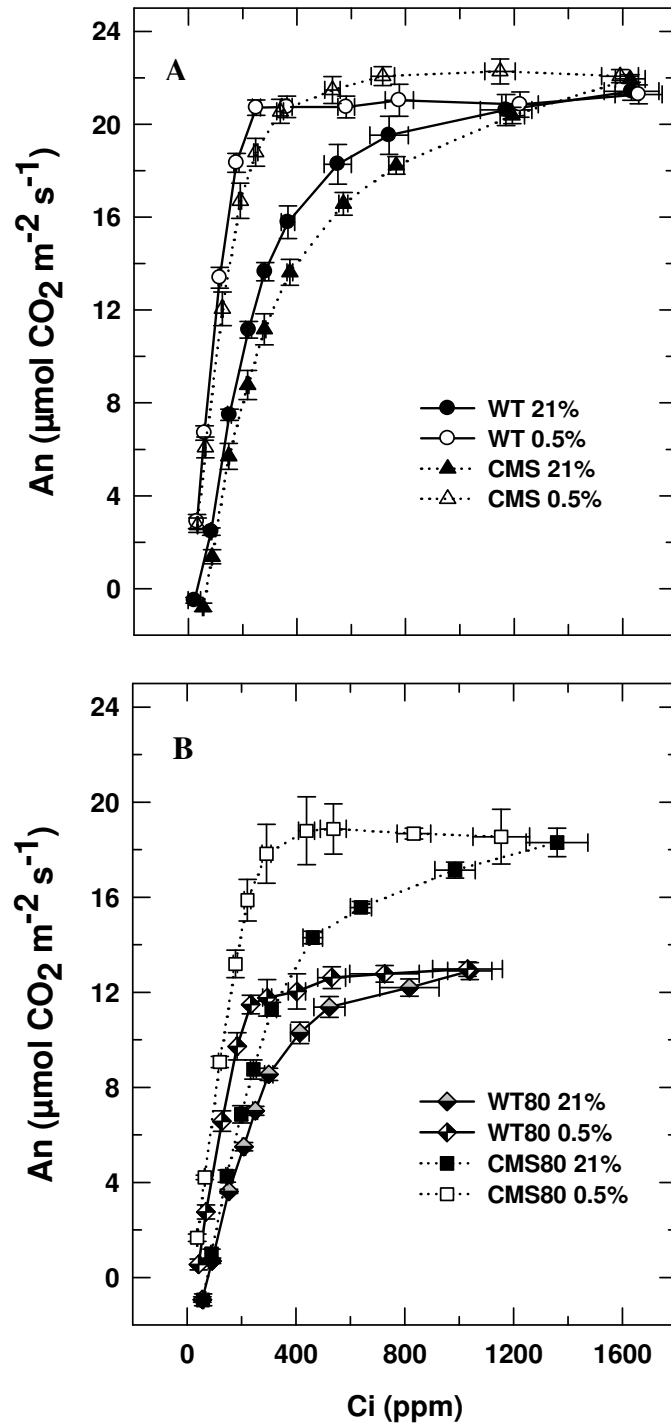 A
24
20
16
12
8
4
0
An (µmol CO2 m-2 s-1)
WT 21%
WT 0.5%
CMS 21%
CMS 0.5%
B
24
20
16
12
8
4
0
An (µmol CO2 m-2 s-1)
WT80 21%
WT80 0.5%
CMS80 21%
CMS80 0.5%
0 400 800 1200 1600
Ci (ppm)